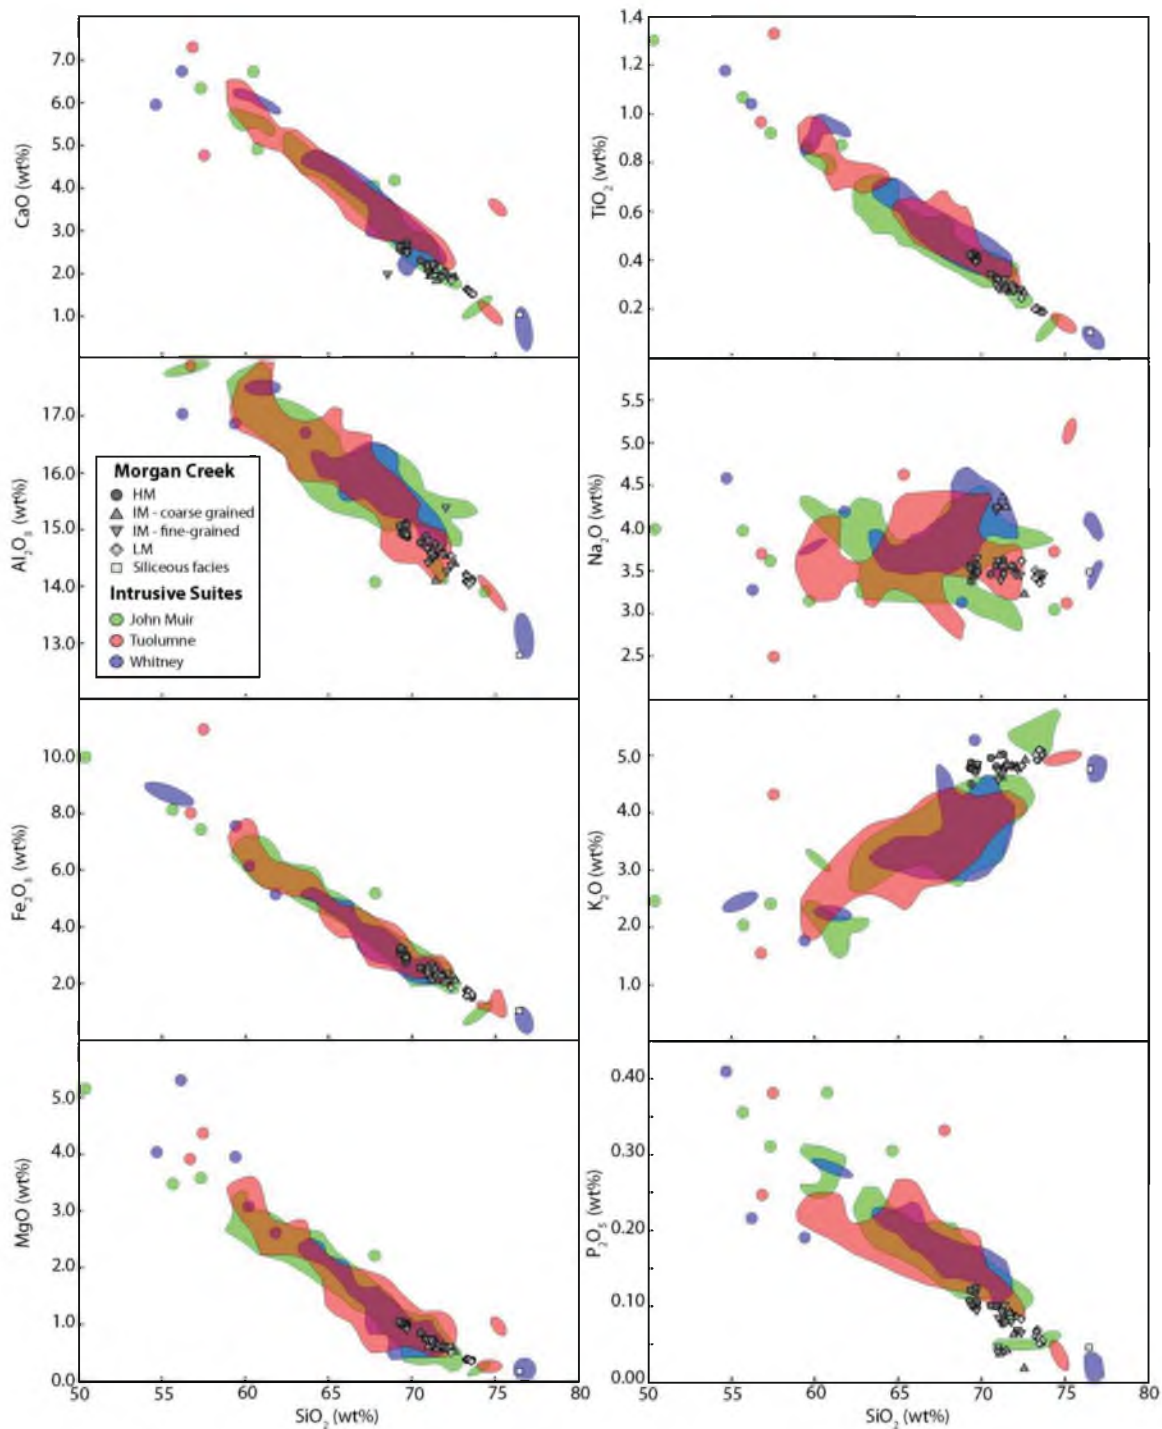 CaO (wt%)
7.0
6.0
5.0
4.0
3.0
2.0
1.0
TiO2 (wt%)
1.4
1.2
1.0
0.8
0.6
0.4
0.2
Al2O3 (wt%)
17.0
16.0
15.0
14.0
13.0
Morgan Creek
HM
IM - coarse grained
IM - fine-grained
LM
Siliceous facies
Intrusive Suites
John Muir
Tuolumne
Whitney
Na2O (wt%)
5.5
5.0
4.5
4.0
3.5
3.0
2.5
Fe2O3 (wt%)
10.0
8.0
6.0
4.0
2.0
K2O (wt%)
5.0
4.0
3.0
2.0
1.0
MgO (wt%)
5.0
4.0
3.0
2.0
1.0
0.0
50 55 60 65 70 75 80
SiO2 (wt%)
P2O5 (wt%)
0.40
0.30
0.20
0.10
0.00
50 55 60 65 70 75 80
SiO2 (wt%)